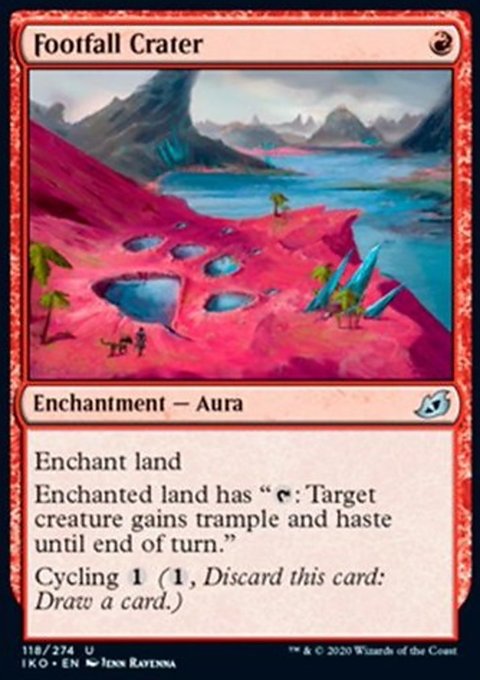 Footfall Crater
Enchantment — Aura
Enchant land
Enchanted land has “: Target
creature gains trample and haste
until end of turn.”
Cycling 1 (1, Discard this card:
Draw a card.)
118/274 U
IKO • EN Jenn Ravenna
™ & © 2020 Wizards of the Coast